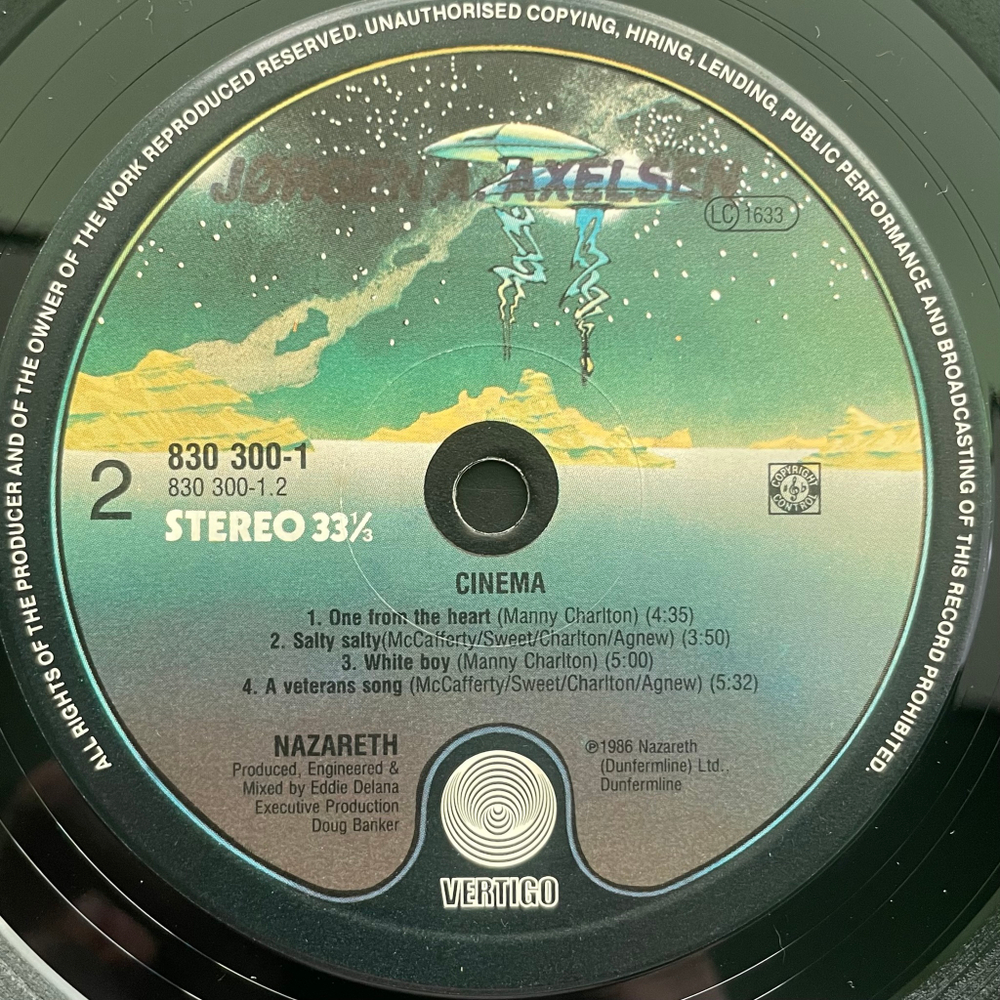 ALL RIGHTS OF THE PRODUCER AND OF THE OWNER OF THE WORK REPRODUCED RESERVED. UNAUTHORISED COPYING, HIRING, LENDING, PUBLIC PERFORMANCE AND BROADCASTING OF THIS RECORD PROHIBITED.
JØRGEN A. AXELSEN
LC 1633
2
830 300-1
830 300-1.2
STEREO 33⅓
COPYRIGHT CONTROL
CINEMA
1. One from the heart (Manny Charlton) (4:35)
2. Salty salty(McCafferty/Sweet/Charlton/Agnew) (3:50)
3. White boy (Manny Charlton) (5:00)
4. A veterans song (McCafferty/Sweet/Charlton/Agnew) (5:32)
NAZARETH
Produced, Engineered &
Mixed by Eddie Delana
Executive Production
Doug Banker
℗1986 Nazareth
(Dunfermline) Ltd.,
Dunfermline
VERTIGO